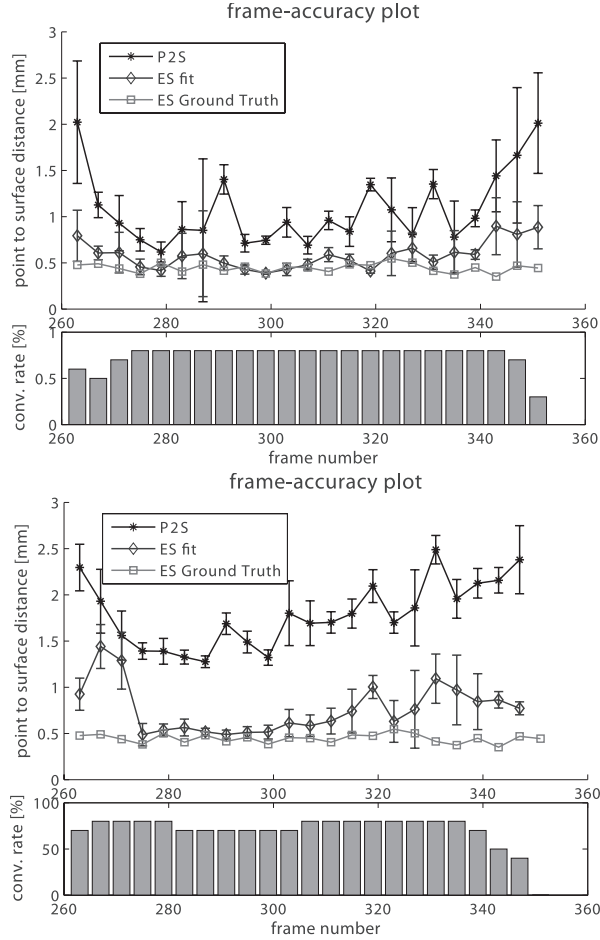 frame-accuracy plot
point to surface distance [mm]
3
2.5
2
1.5
1
0.5
0
P2S
ES fit
ES Ground Truth
260 280 300 320 340 360
conv. rate [%]
1
0.5
0
260 280 300 320 340 360
frame number
frame-accuracy plot
point to surface distance [mm]
3
2.5
2
1.5
1
0.5
0
P2S
ES fit
ES Ground Truth
260 280 300 320 340 360
conv. rate [%]
100
50
0
260 280 300 320 340 360
frame number